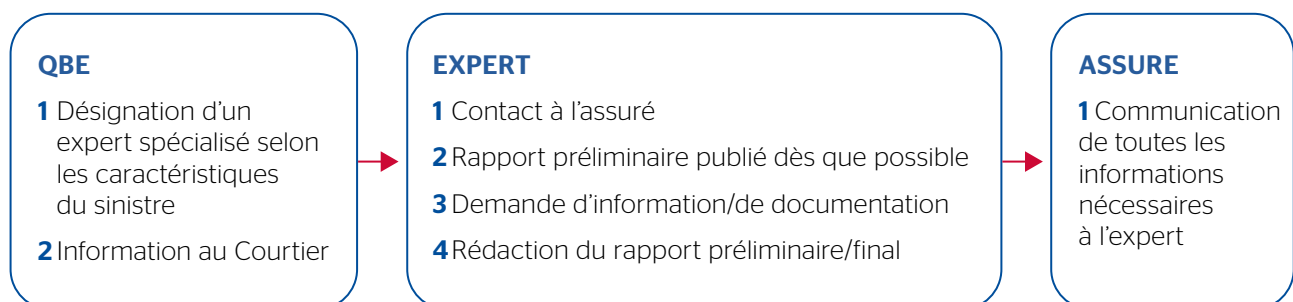 QBE
1 Désignation d'un
expert spécialisé selon
les caractéristiques
du sinistre
2 Information au Courtier
EXPERT
1 Contact à l'assuré
2 Rapport préliminaire publié dès que possible
3 Demande d'information/de documentation
4 Rédaction du rapport préliminaire/final
ASSURE
1 Communication
de toutes les
informations
nécessaires
à l'expert